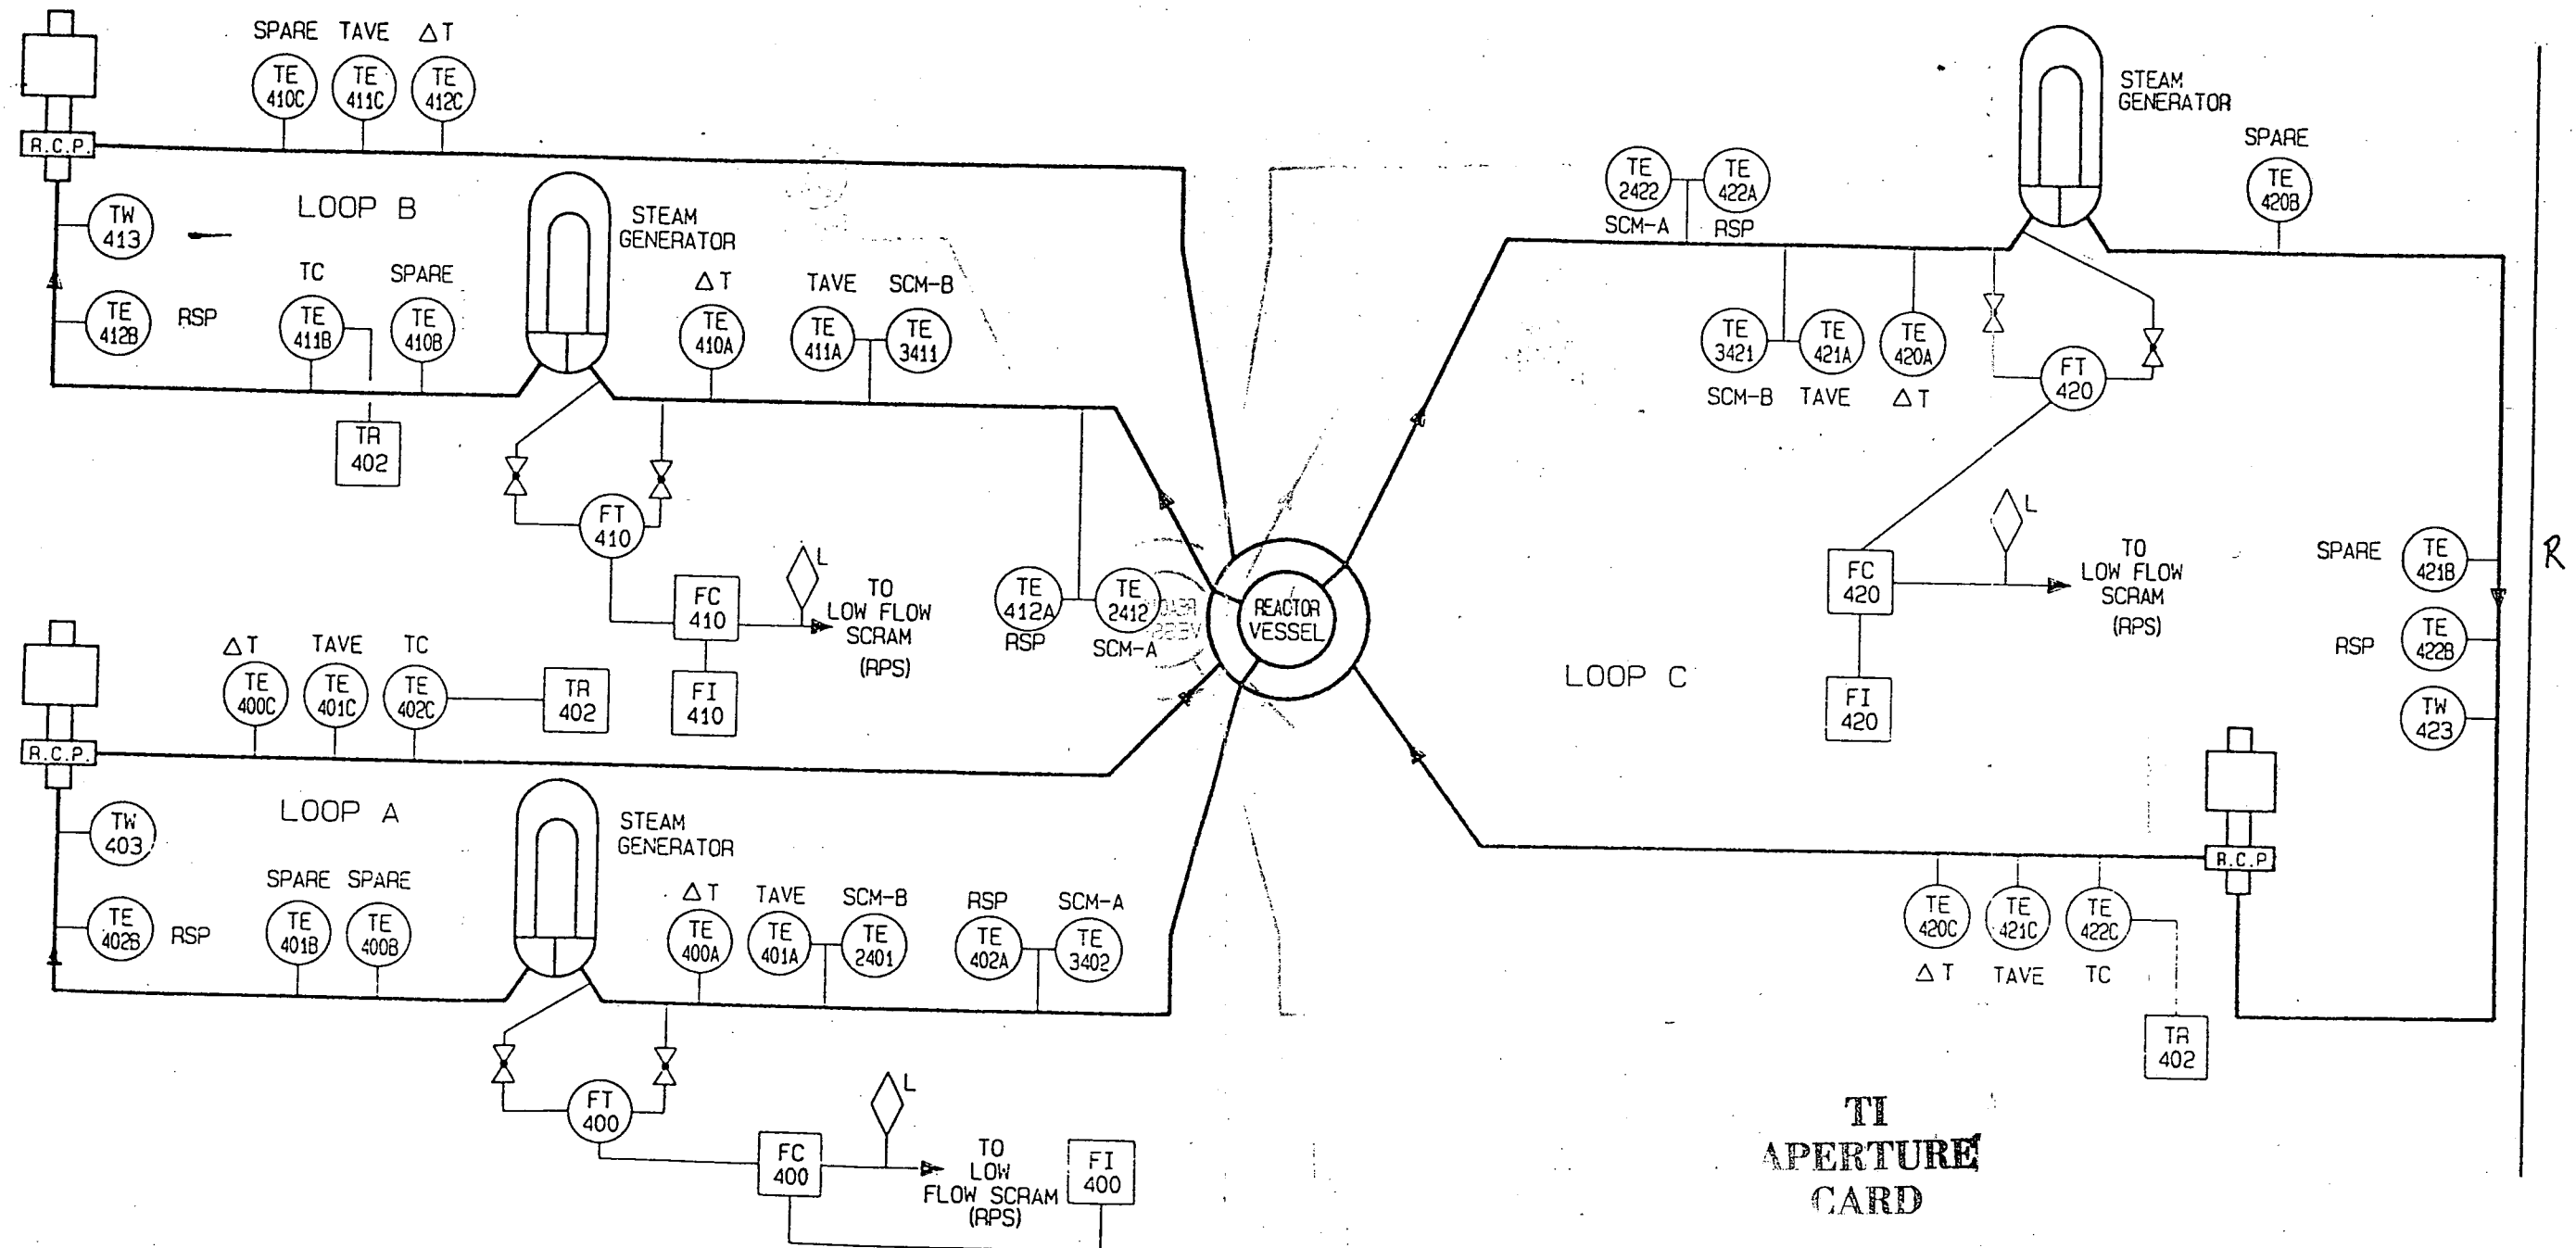 SPARE TAVE △T
TE
410C
TE
411C
TE
412C
R.C.P.
LOOP B
TW
413
TE
412B
RSP
TC
TE
411B
SPARE
TE
410B
TR
402
STEAM
GENERATOR
△T
TE
410A
TAVE
TE
411A
SCM-B
TE
3411
FT
410
FC
410
L
TO
LOW FLOW
SCRAM
(RPS)
FI
410
TE
412A
RSP
TE
2412
SCM-A
REACTOR
VESSEL
△T TAVE TC
TE
400C
TE
401C
TE
402C
TR
402
R.C.P.
LOOP A
TW
403
TE
402B
RSP
SPARE SPARE
TE
401B
TE
400B
STEAM
GENERATOR
△T
TE
400A
TAVE
TE
401A
SCM-B
TE
2401
RSP
TE
402A
SCM-A
TE
3402
FT
400
FC
400
L
TO
LOW
FLOW SCRAM
(RPS)
FI
400
STEAM
GENERATOR
SPARE
TE
420B
TE
2422
SCM-A
TE
422A
RSP
TE
3421
SCM-B
TE
421A
TAVE
TE
420A
△T
FT
420
FC
420
L
TO
LOW FLOW
SCRAM
(RPS)
FI
420
LOOP C
SPARE
TE
421B
RSP
TE
422B
TW
423
R
R.C.P
TE
420C
△T
TE
421C
TAVE
TE
422C
TC
TR
402
TI
APERTURE
CARD